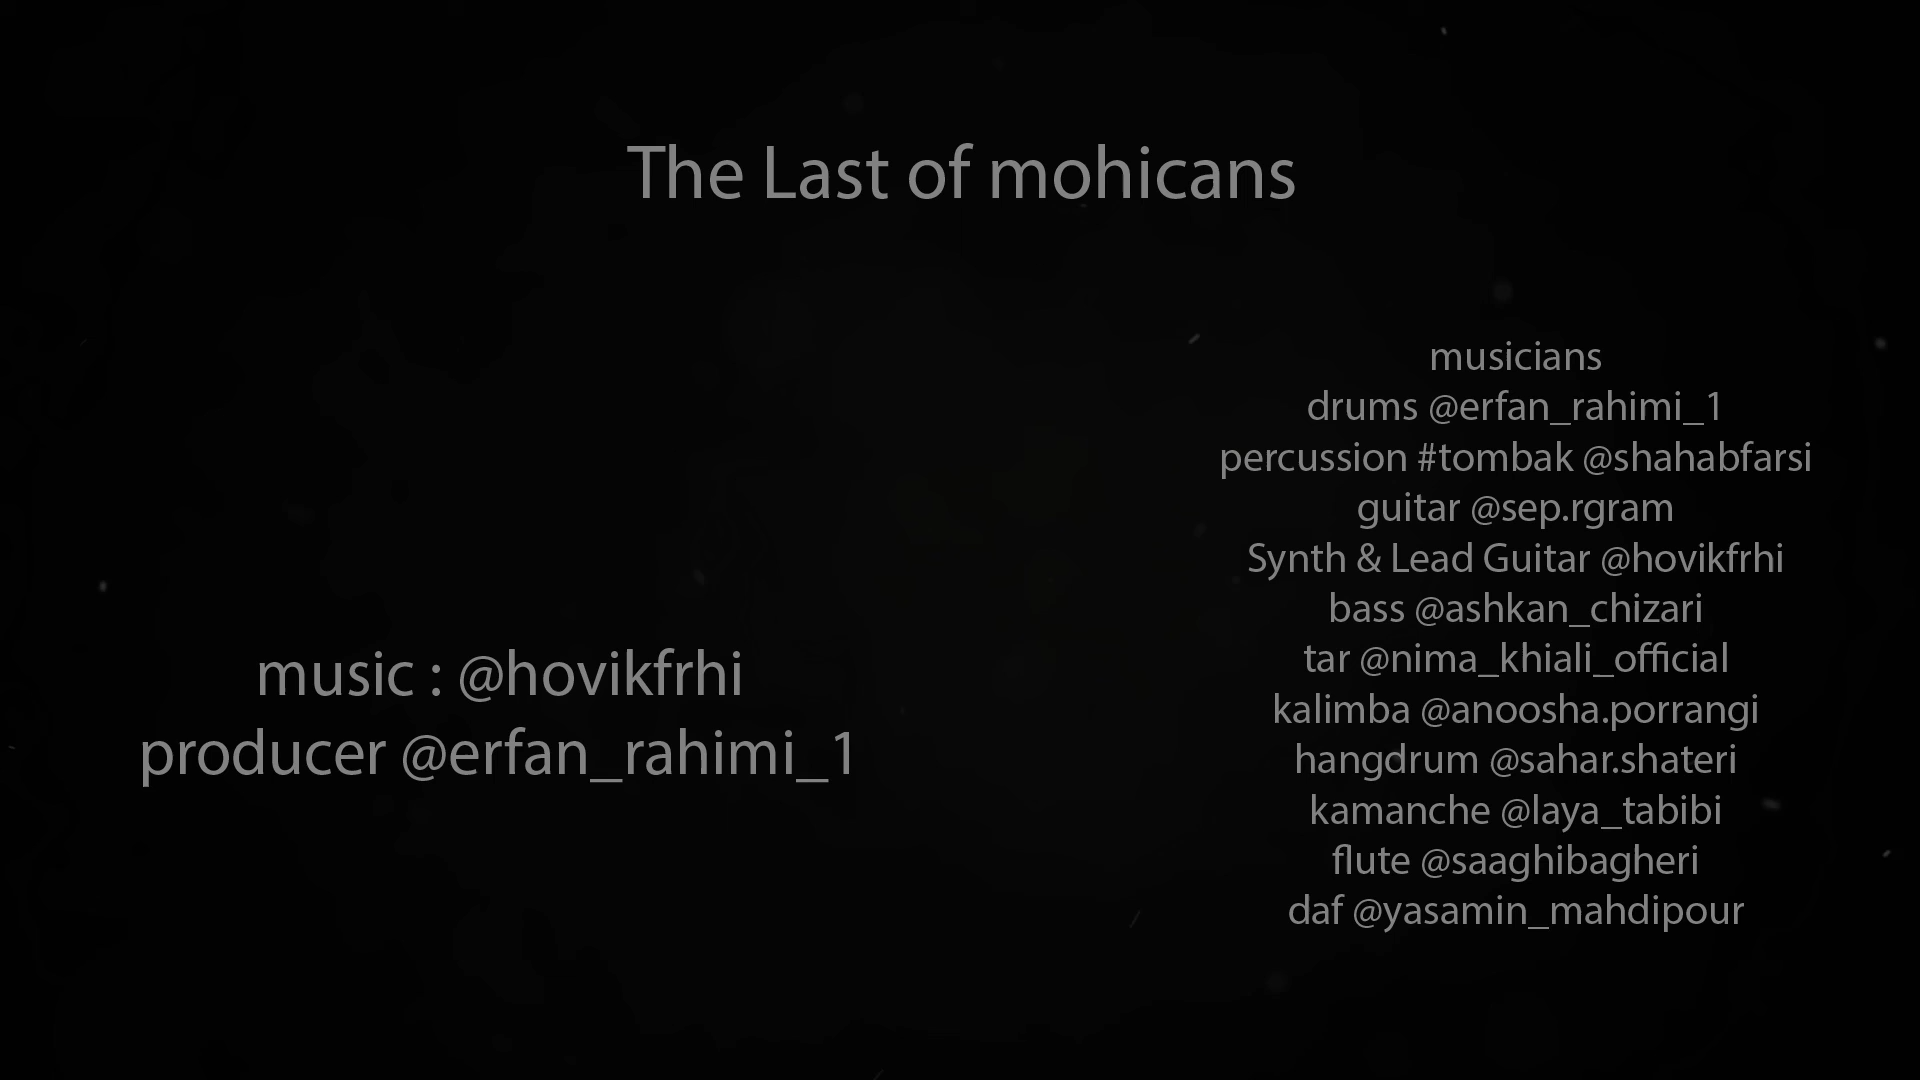 The Last of mohicans
music : @hovikfrhi
producer @erfan_rahimi_1
musicians
drums @erfan_rahimi_1
percussion #tombak @shahabfarsi
guitar @sep.rgram
Synth & Lead Guitar @hovikfrhi
bass @ashkan_chizari
tar @nima_khiali_official
kalimba @anoosha.porrangi
hangdrum @sahar.shateri
kamanche @laya_tabibi
flute @saaghibagheri
daf @yasamin_mahdipour